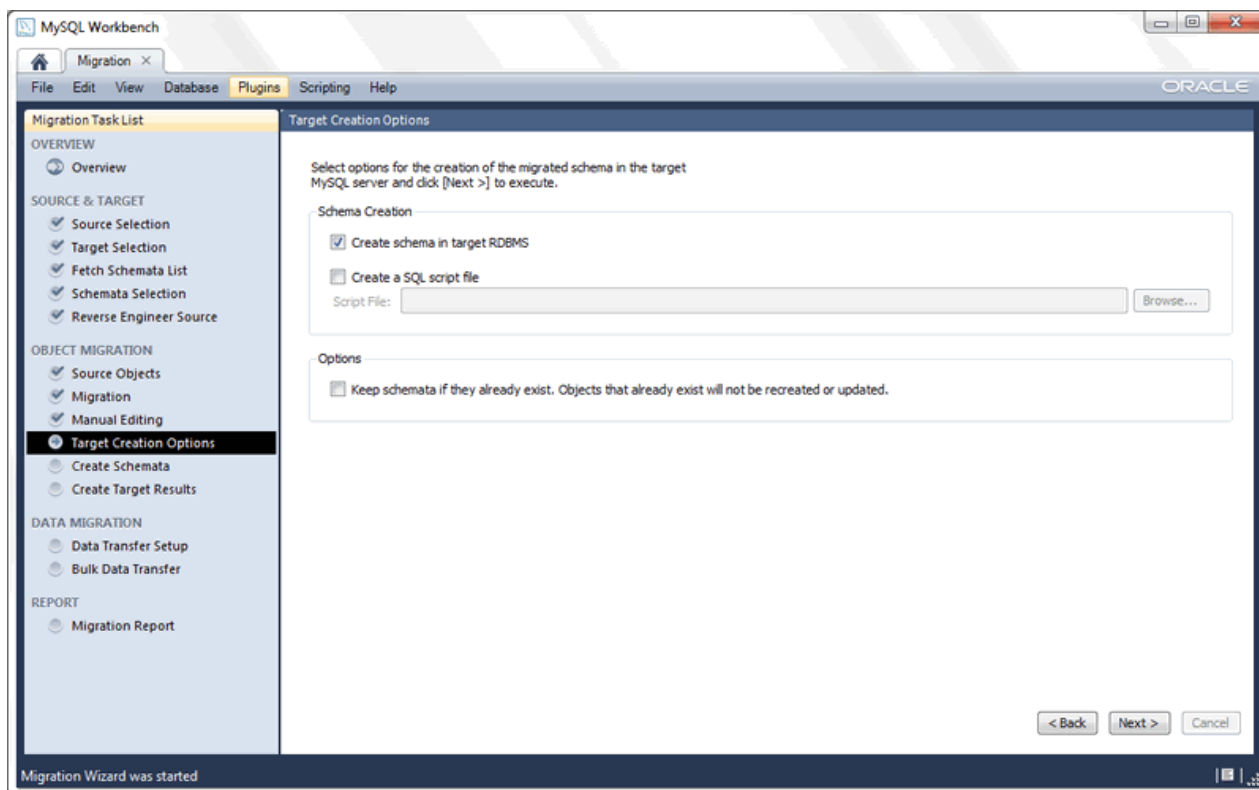 MySQL Workbench
Migration
File Edit View Database Plugins Scripting Help
ORACLE
Migration Task List
OVERVIEW
Overview
SOURCE & TARGET
Source Selection
Target Selection
Fetch Schemata List
Schemata Selection
Reverse Engineer Source
OBJECT MIGRATION
Source Objects
Migration
Manual Editing
Target Creation Options
Create Schemata
Create Target Results
DATA MIGRATION
Data Transfer Setup
Bulk Data Transfer
REPORT
Migration Report
Target Creation Options
Select options for the creation of the migrated schema in the target
MySQL server and click [Next >] to execute.
Schema Creation
Create schema in target RDBMS
Create a SQL script file
Script File:
Browse...
Options
Keep schemata if they already exist. Objects that already exist will not be recreated or updated.
< Back Next > Cancel
Migration Wizard was started